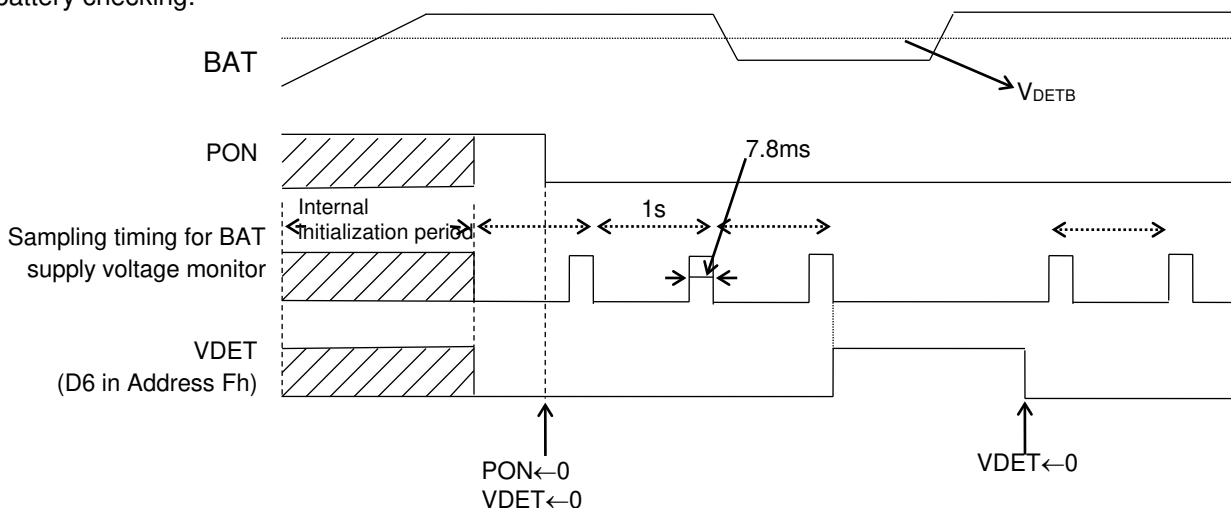 battery checking.
BAT
VDETB
PON
7.8ms
Internal
initialization period
1s
Sampling timing for BAT
supply voltage monitor
VDET
(D6 in Address Fh)
PON←0
VDET←0
VDET←0